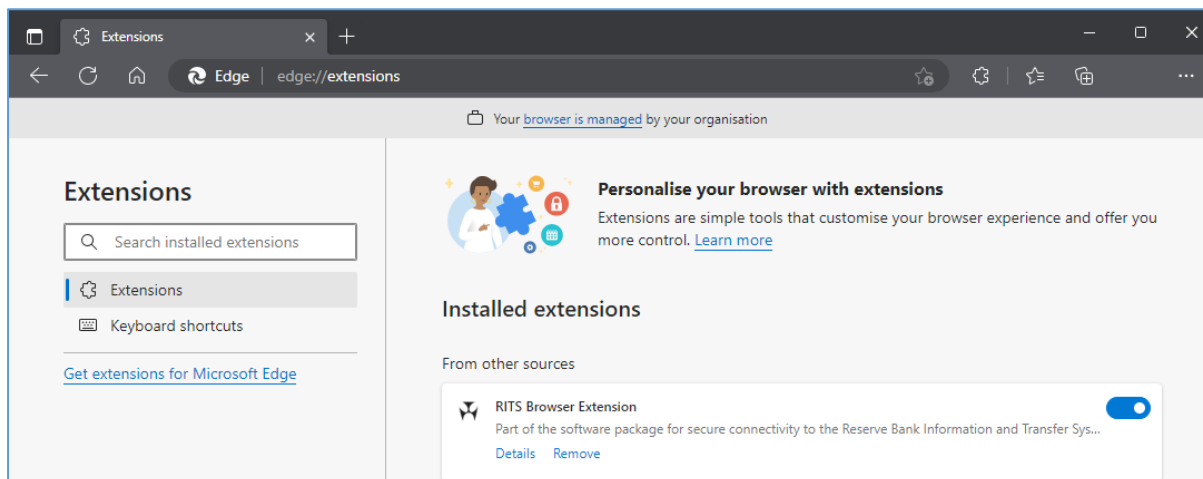 Extensions
Edge
edge://extensions
Your browser is managed by your organisation
Extensions
Search installed extensions
Extensions
Keyboard shortcuts
Get extensions for Microsoft Edge
Personalise your browser with extensions
Extensions are simple tools that customise your browser experience and offer you
more control. Learn more
Installed extensions
From other sources
RITS Browser Extension
Part of the software package for secure connectivity to the Reserve Bank Information and Transfer Sys...
Details Remove